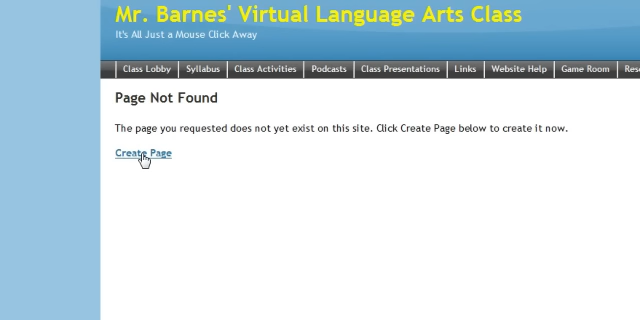 Mr. Barnes' Virtual Language Arts Class
It's All Just a Mouse Click Away
Class Lobby Syllabus Class Activities Podcasts Class Presentations Links Website Help Game Room
Page Not Found
The page you requested does not yet exist on this site. Click Create Page below to create it now.
Create Page